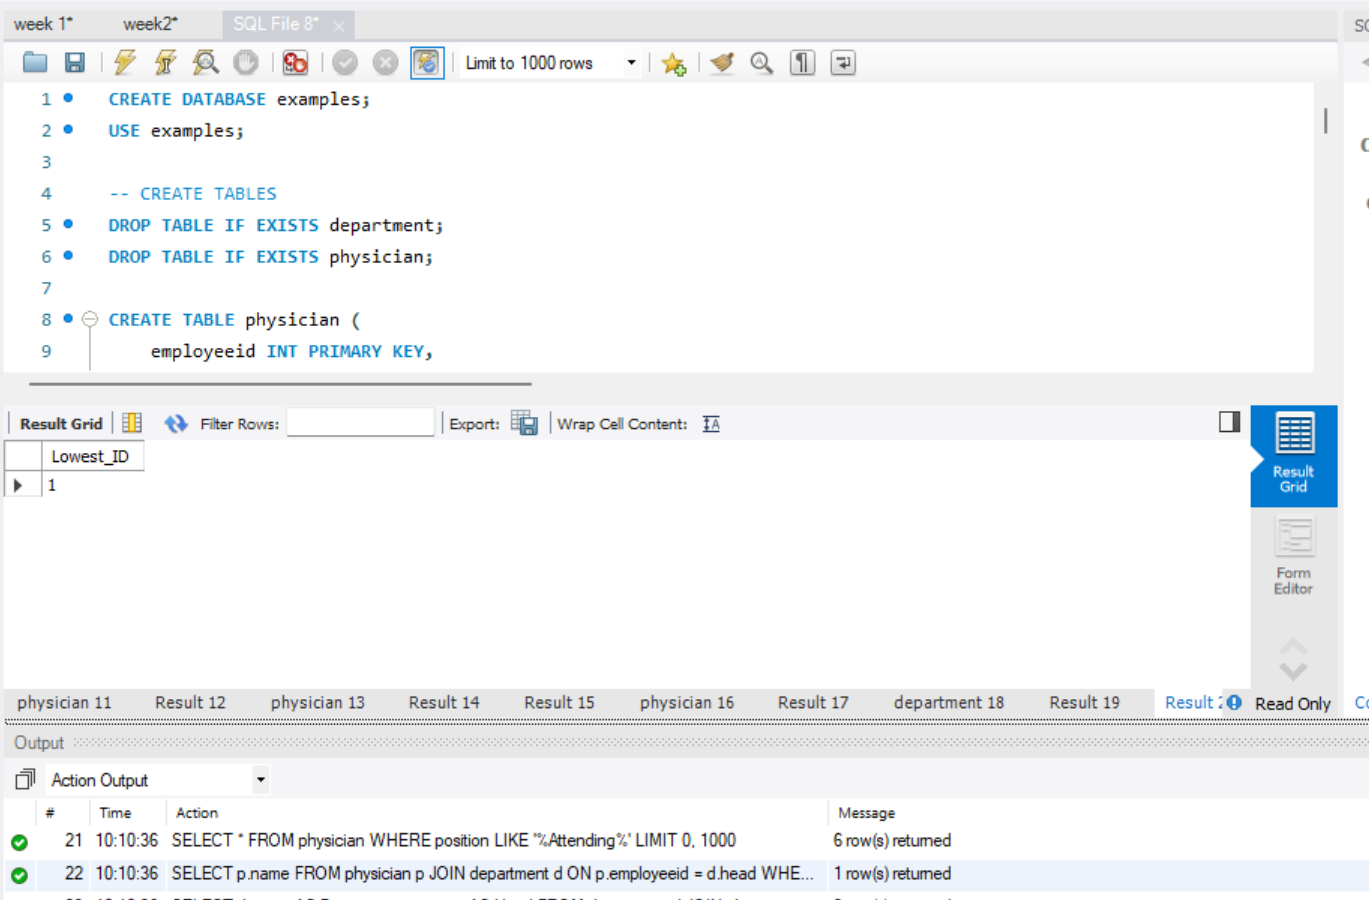 week 1*
week2*
SQL File 8*
Limit to 1000 rows
1 CREATE DATABASE examples;
2 USE examples;
3
4 -- CREATE TABLES
5 DROP TABLE IF EXISTS department;
6 DROP TABLE IF EXISTS physician;
7
8 CREATE TABLE physician (
9 employeeid INT PRIMARY KEY,
Result Grid Filter Rows: Export: Wrap Cell Content:
Lowest_ID
1
Result
Grid
Form
Editor
physician 11 Result 12 physician 13 Result 14 Result 15 physician 16 Result 17 department 18 Result 19 Result Read Only
Output
Action Output
# Time Action Message
21 10:10:36 SELECT * FROM physician WHERE position LIKE '%Attending%' LIMIT 0, 1000 6 row(s) returned
22 10:10:36 SELECT p.name FROM physician p JOIN department d ON p.employeeid = d.head WHE... 1 row(s) returned